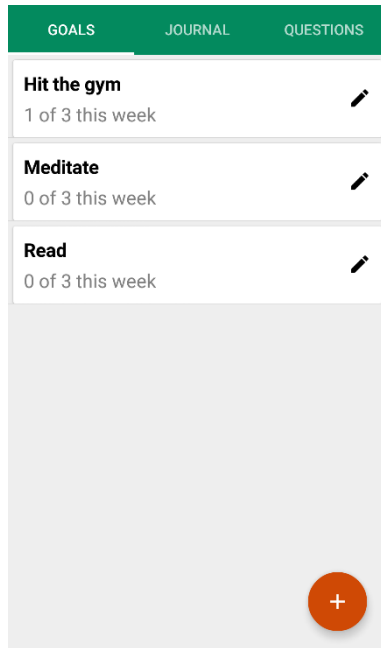 GOALS JOURNAL QUESTIONS
Hit the gym
1 of 3 this week
Meditate
0 of 3 this week
Read
0 of 3 this week
+